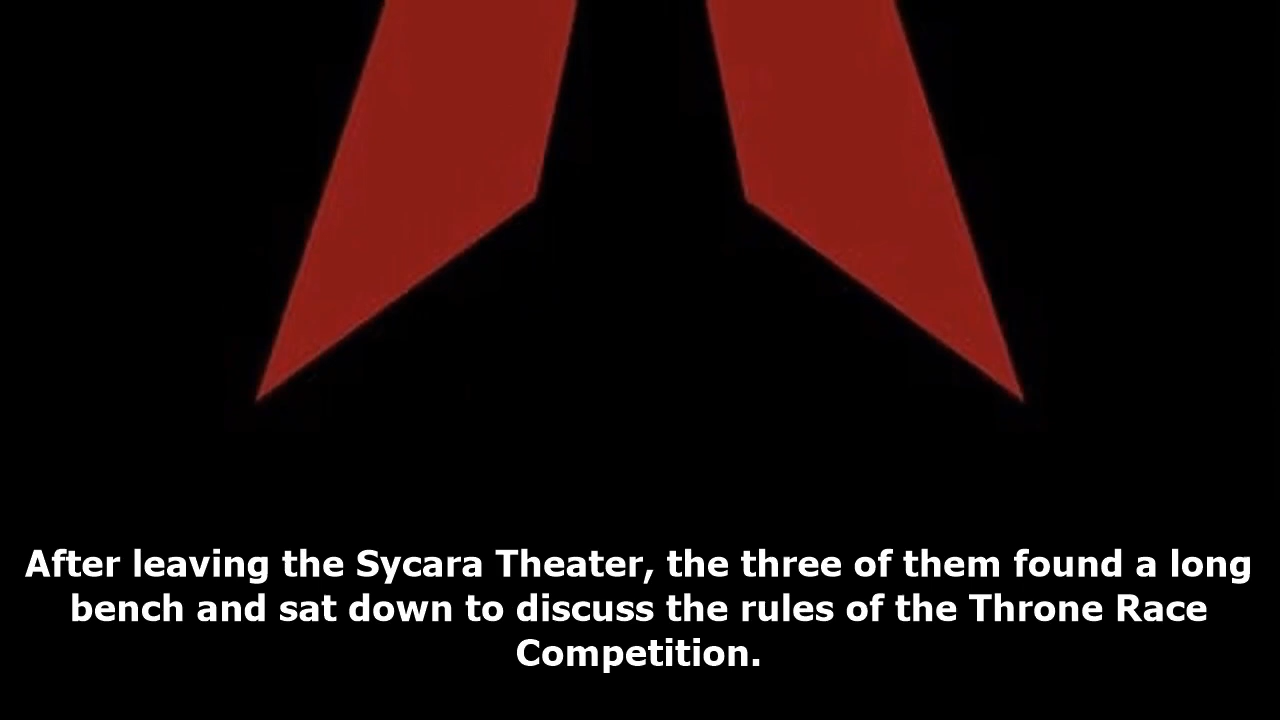 After leaving the Sycara Theater, the three of them found a long
bench and sat down to discuss the rules of the Throne Race
Competition.